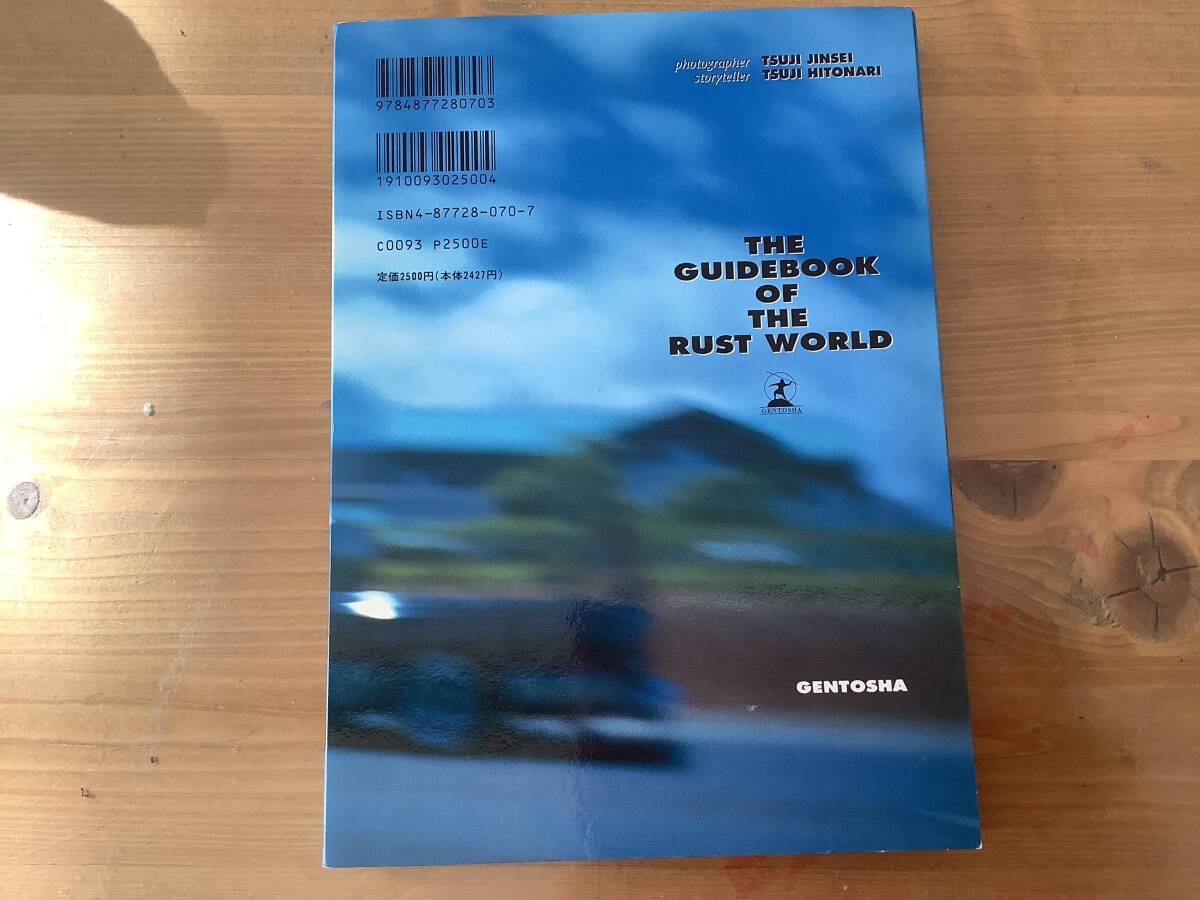 9784877280703
1910093025004
ISBN4-87728-070-7
C0093 P2500E
定価2500円(本体2427円)
photographer TSUJI JINSEI
storyteller TSUJI HITONARI
THE
GUIDEBOOK
OF
THE
RUST WORLD
GENTOSHA
GENTOSHA